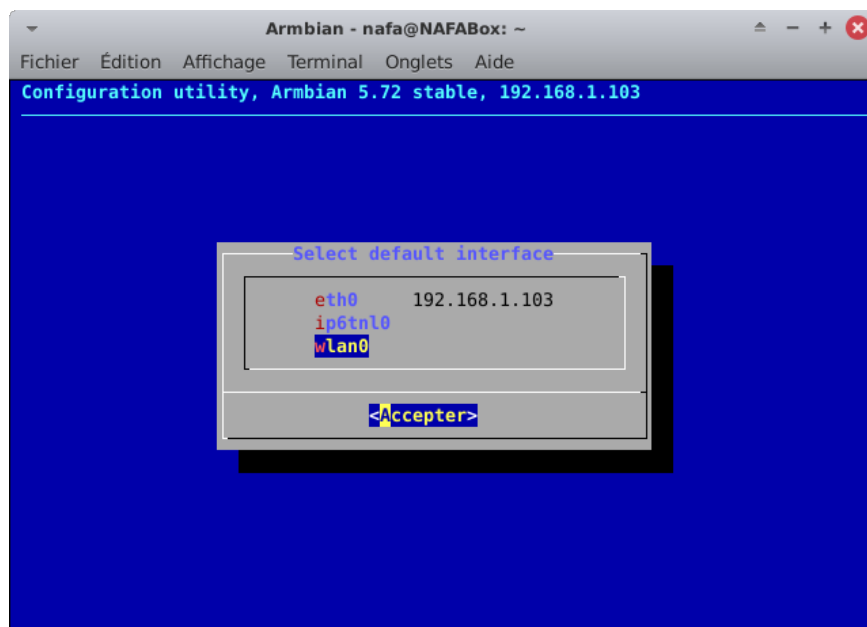 Armbian - nafa@NAFABox: ~
Fichier Édition Affichage Terminal Onglets Aide
Configuration utility, Armbian 5.72 stable, 192.168.1.103
Select default interface
eth0 192.168.1.103
ip6tnl0
wlan0
<Accepter>